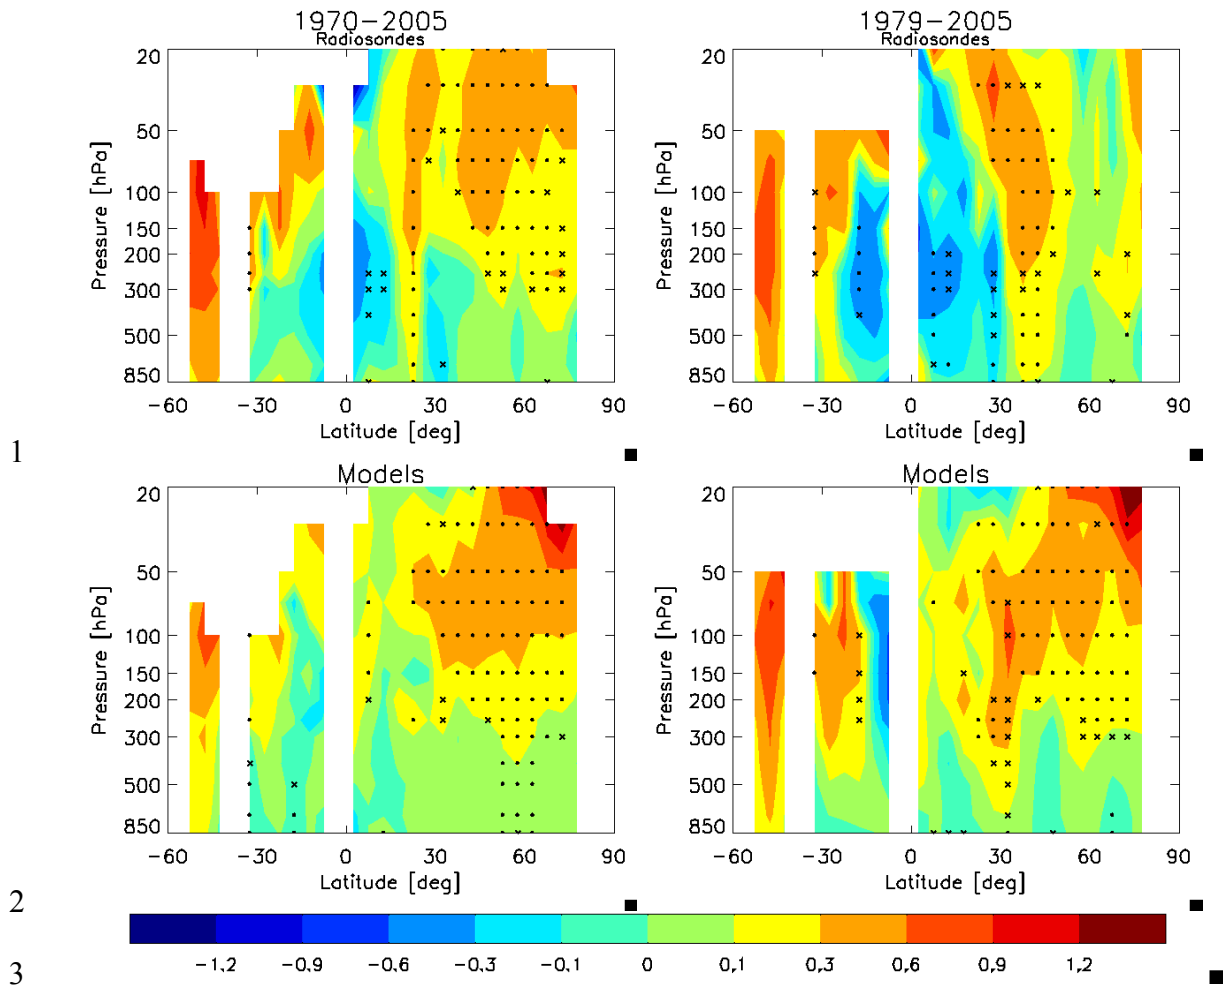 1970-2005
Radiosondes
20
50
100
150
200
300
500
850
Pressure [hPa]
-60 -30 0 30 60 90
Latitude [deg]
1979-2005
Radiosondes
20
50
100
150
200
300
500
850
Pressure [hPa]
-60 -30 0 30 60 90
Latitude [deg]
1
Models
20
50
100
150
200
300
500
850
Pressure [hPa]
-60 -30 0 30 60 90
Latitude [deg]
Models
20
50
100
150
200
300
500
850
Pressure [hPa]
-60 -30 0 30 60 90
Latitude [deg]
2
-1.2 -0.9 -0.6 -0.3 -0.1 0 0.1 0.3 0.6 0.9 1.2
3